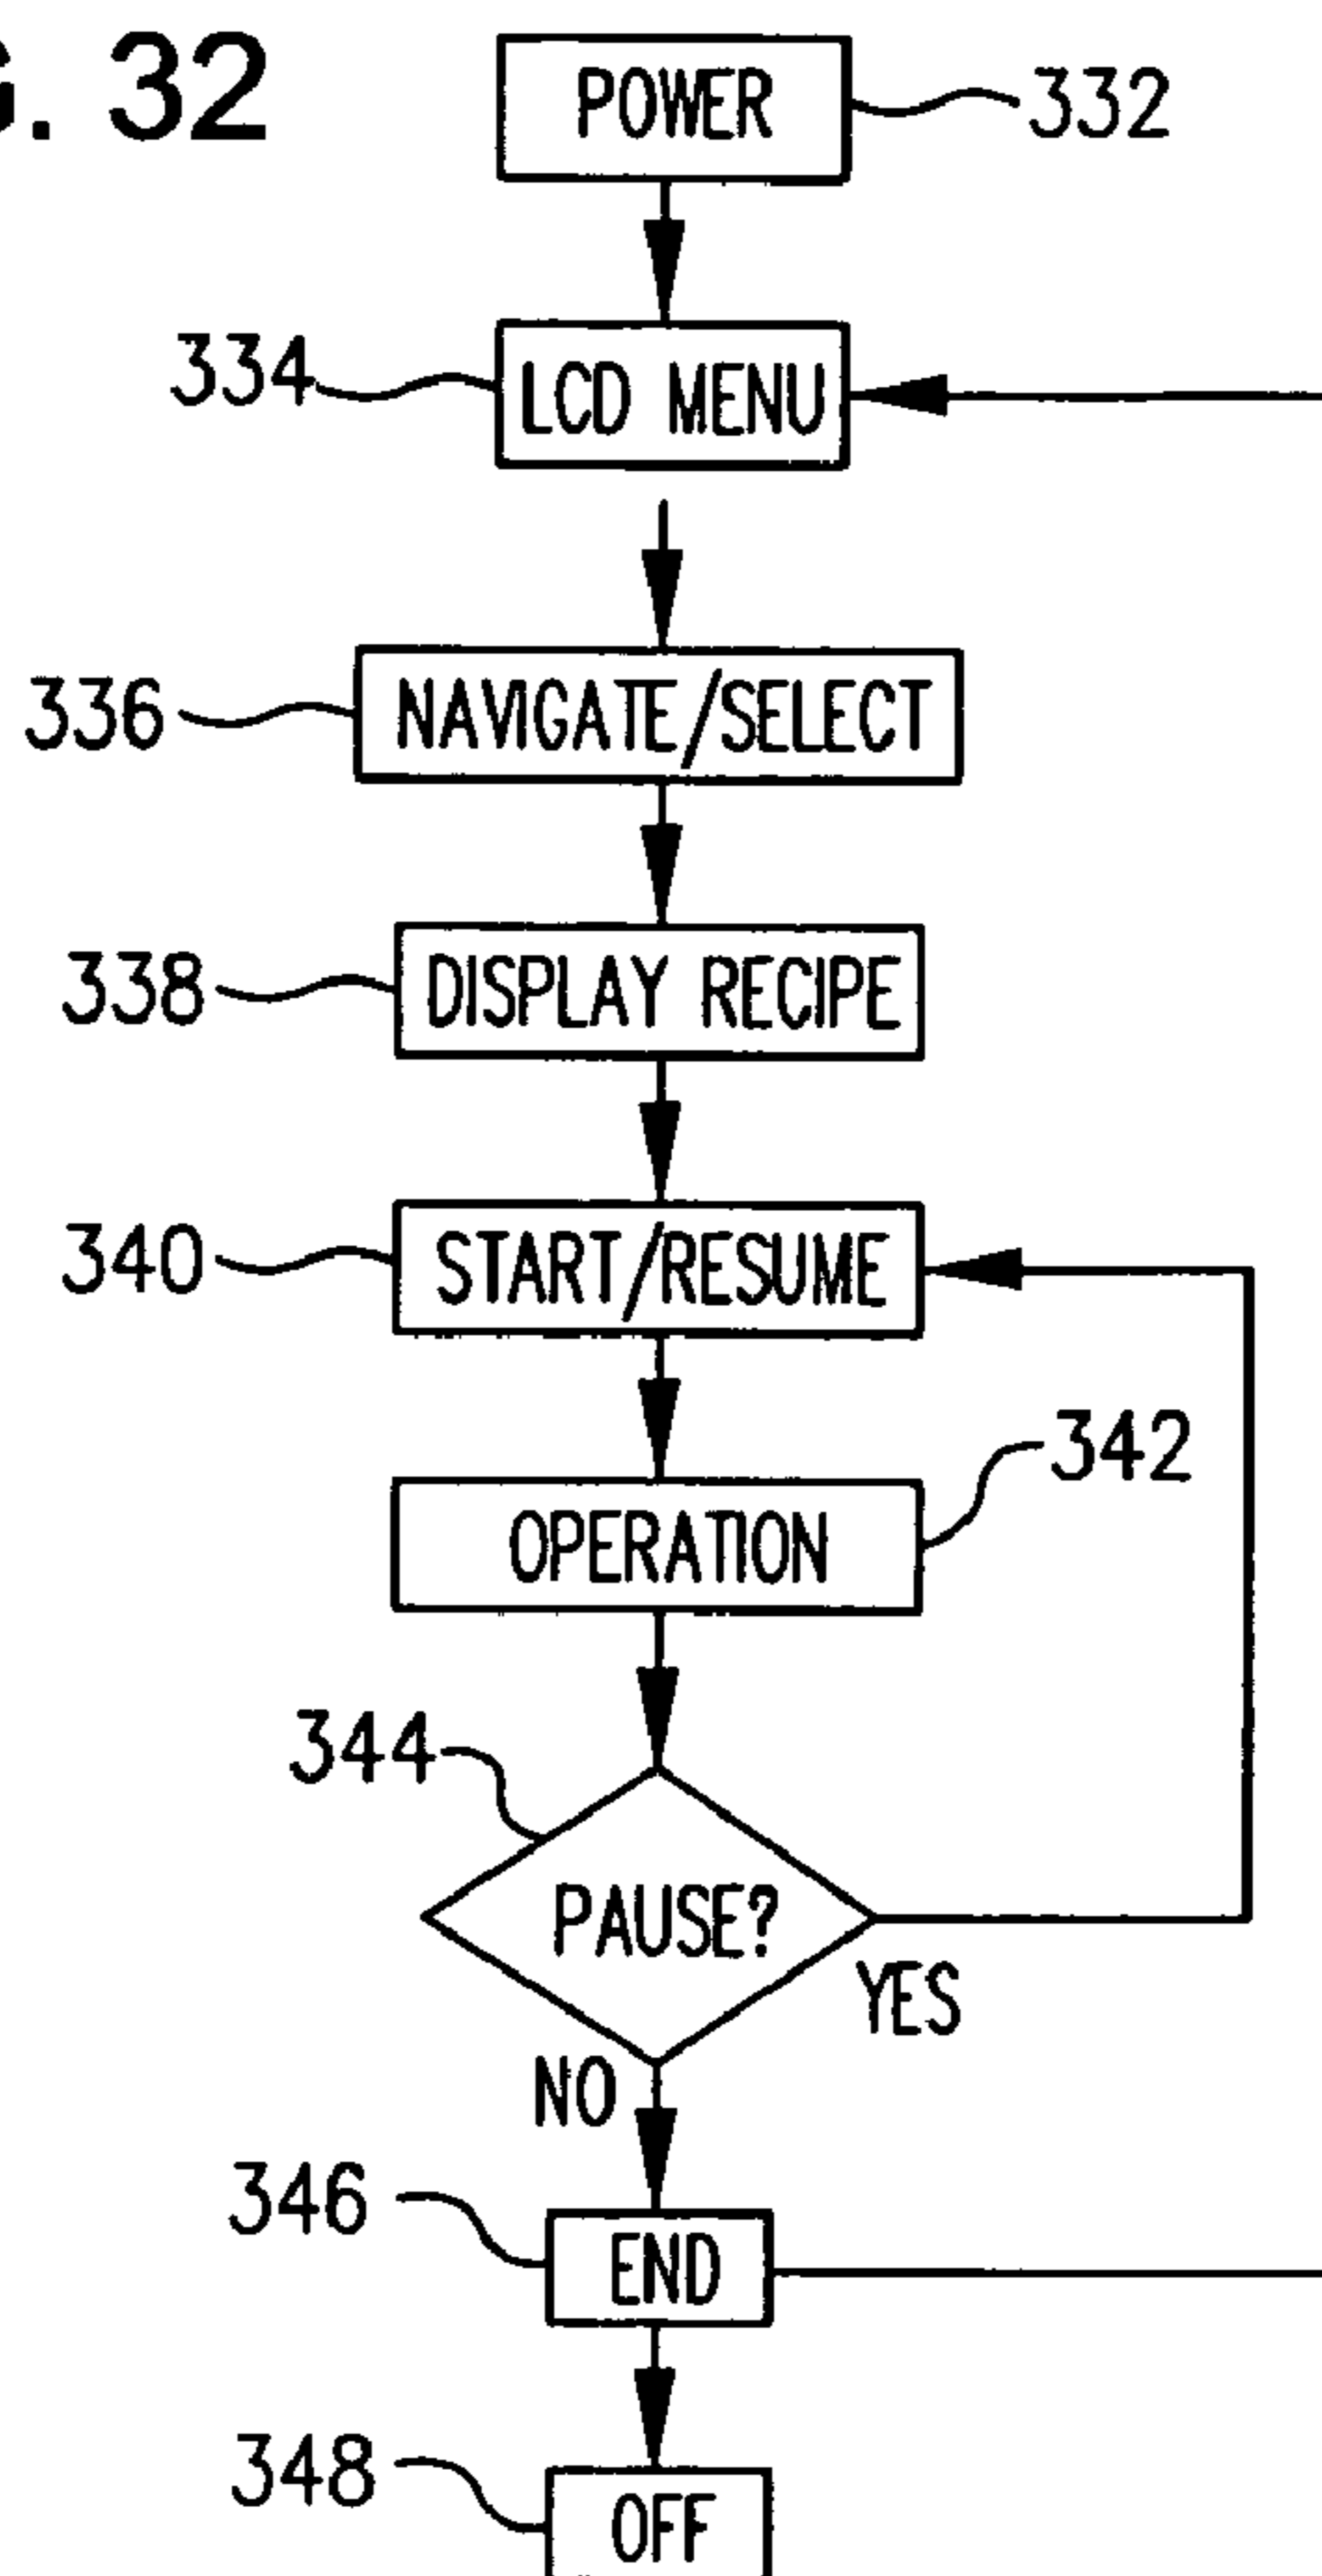 G. 32
POWER
332
334
LCD MENU
336
NAVIGATE/SELECT
338
DISPLAY RECIPE
340
START/RESUME
342
OPERATION
344
PAUSE?
YES
NO
346
END
348
OFF